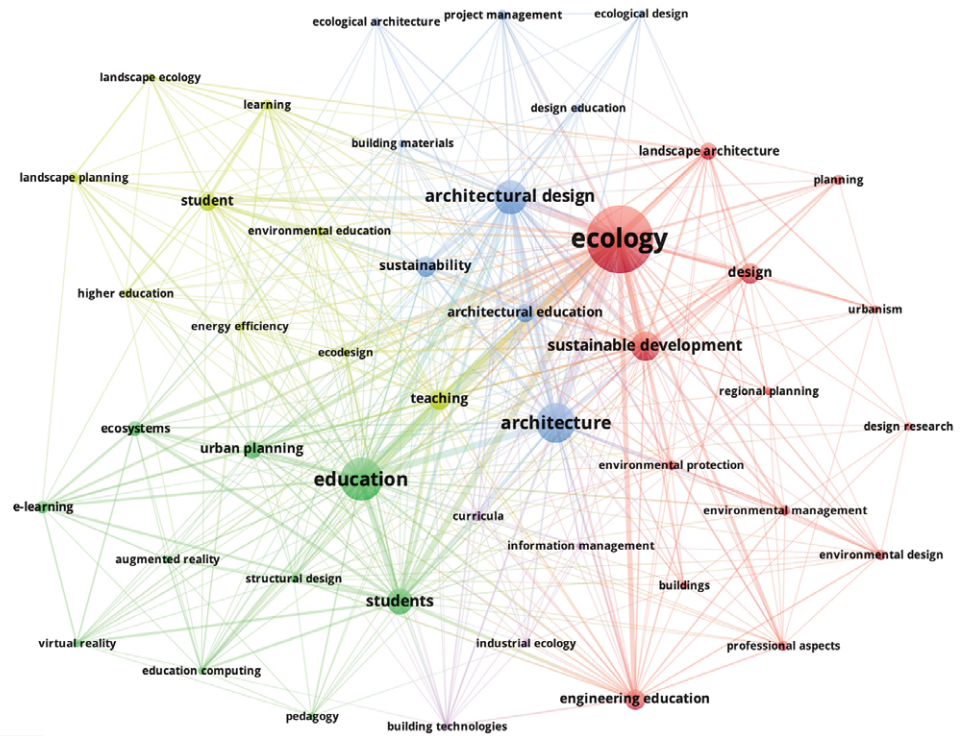 project management
ecological design
ecological architecture
landscape ecology
learning
design education
building materials
landscape architecture
landscape planning
planning
student
architectural design
environmental education
ecology
sustainability
design
higher education
urbanism
architectural education
energy efficiency
sustainable development
ecodesign
regional planning
teaching
architecture
design research
ecosystems
urban planning
environmental protection
education
e-learning
environmental management
curricula
information management
environmental design
augmented reality
structural design
buildings
students
virtual reality
industrial ecology
professional aspects
education computing
engineering education
pedagogy
building technologies